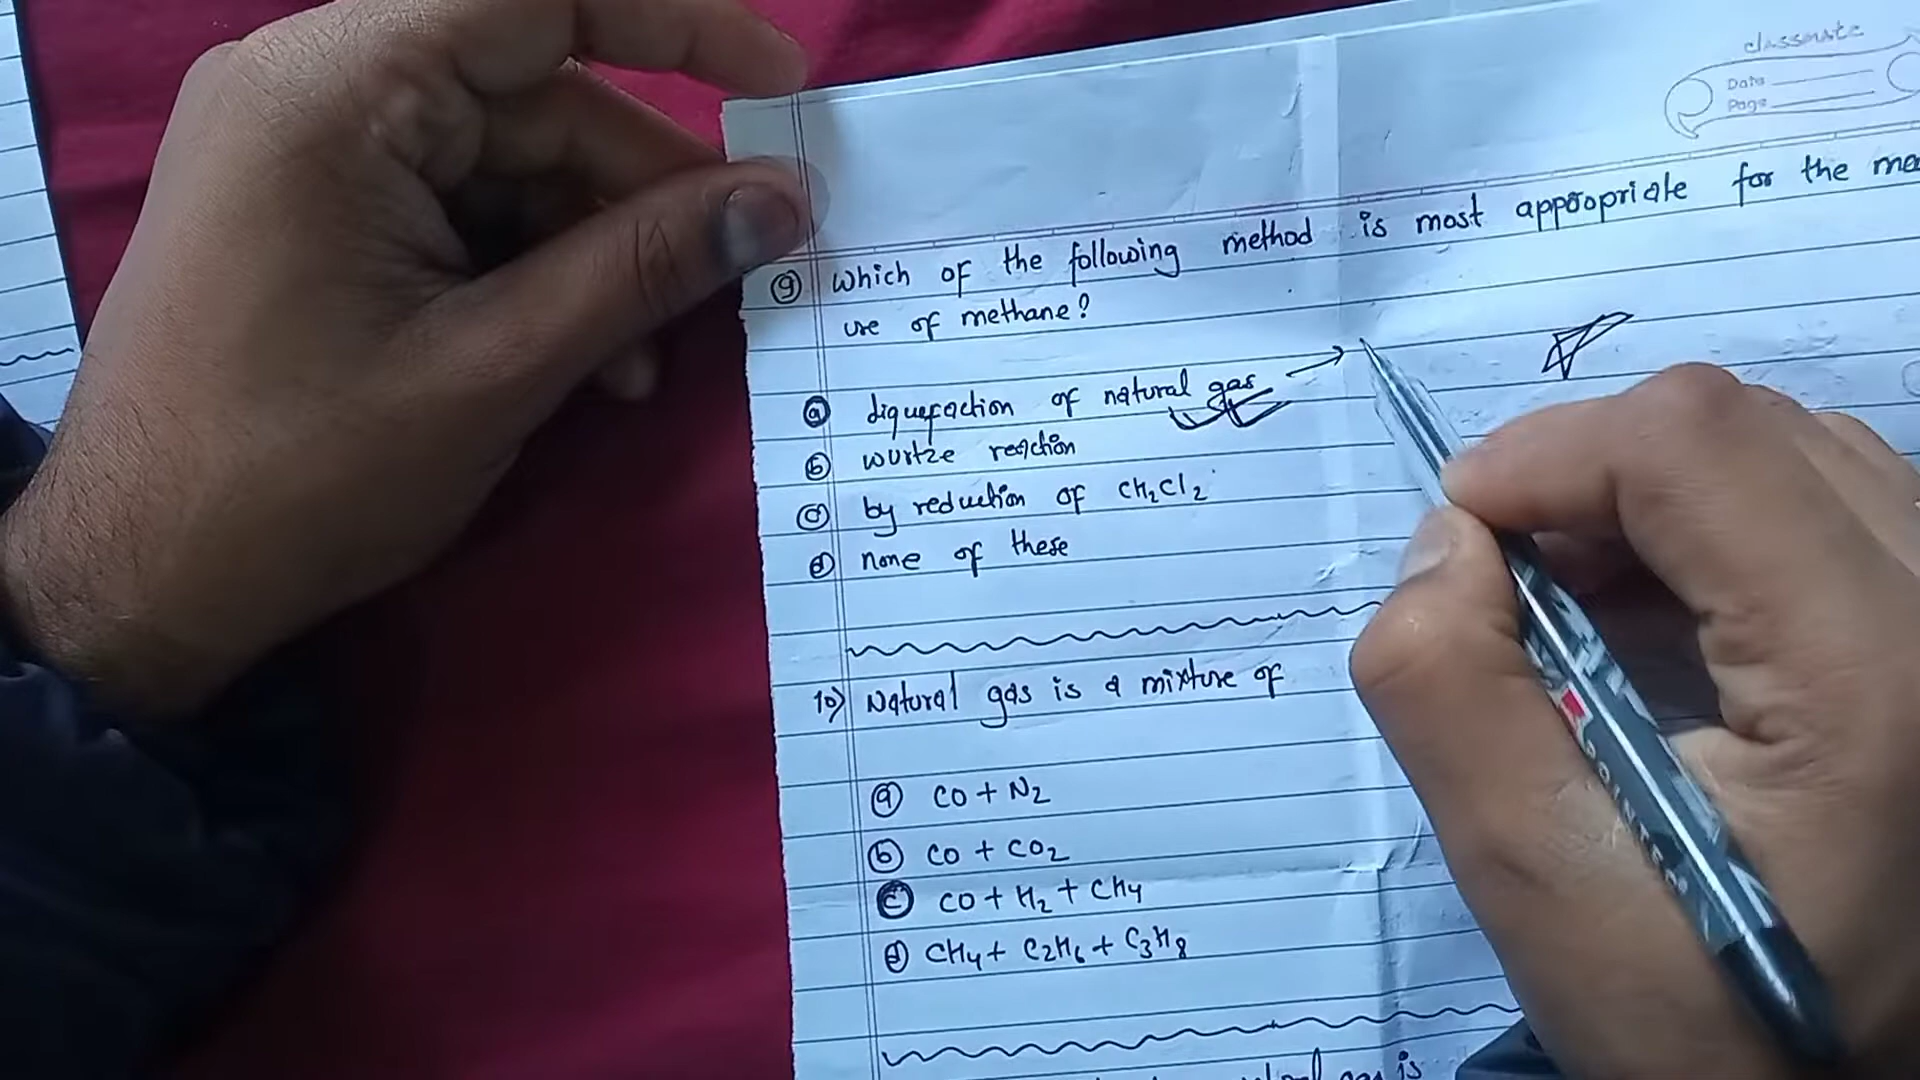 classmate
Date
Page
9 Which of the following method is most appropriate for the
use of methane?
a liquefaction of natural gas →
b wurtze reaction
c by reduction of CH2Cl2
d none of these
10) Natural gas is a mixture of
a CO + N2
b CO + CO2
c CO + H2 + CH4
d CH4 + C2H6 + C3H8
gas is